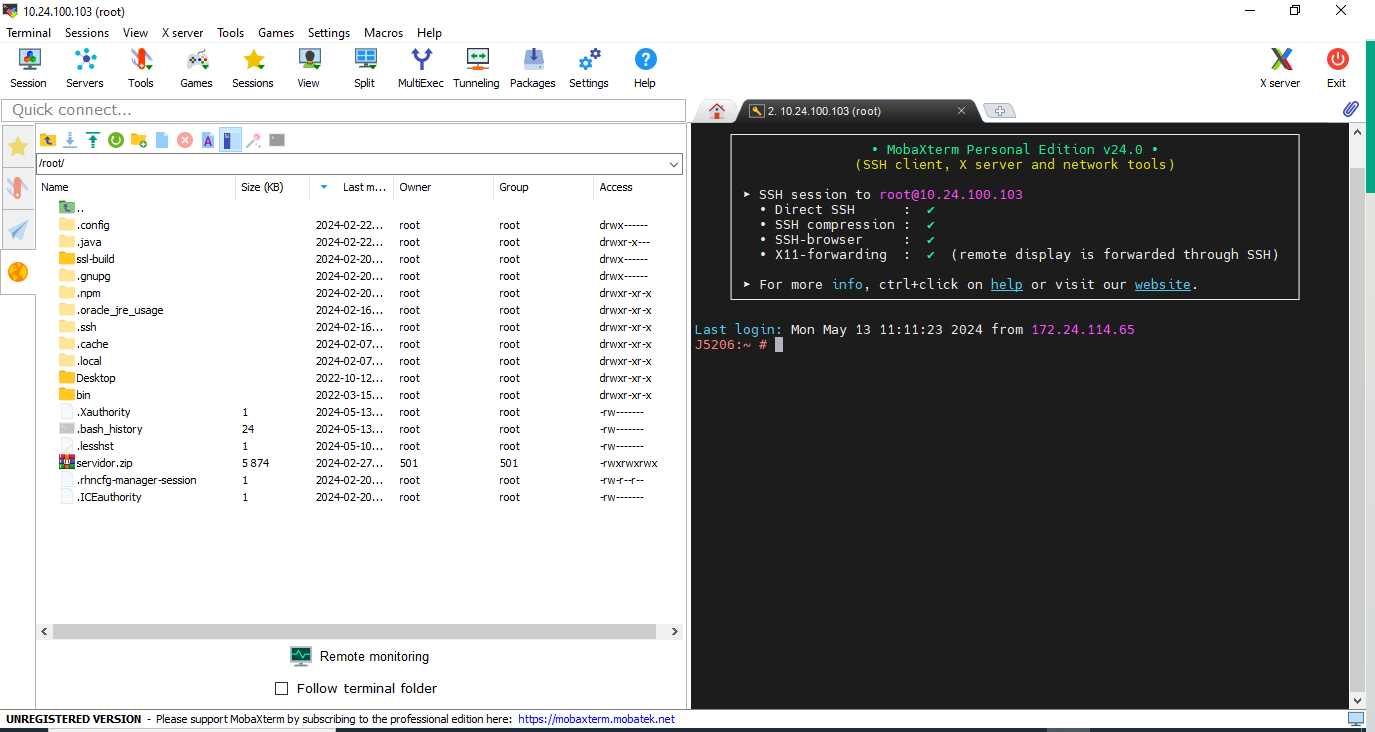 10.24.100.103 (root)
Terminal Sessions View X server Tools Games Settings Macros Help
Session Servers Tools Games Sessions View Split MultiExec Tunneling Packages Settings Help X server Exit
Quick connect...
2. 10.24.100.103 (root)
/root/
Name Size (KB) Last m... Owner Group Access
..
.config 2024-02-22... root root drwx------
.java 2024-02-22... root root drwxr-x---
ssl-build 2024-02-20... root root drwx------
.gnupg 2024-02-20... root root drwx------
.npm 2024-02-20... root root drwxr-xr-x
.oracle_jre_usage 2024-02-16... root root drwxr-xr-x
.ssh 2024-02-16... root root drwxr-xr-x
.cache 2024-02-07... root root drwxr-xr-x
.local 2024-02-07... root root drwxr-xr-x
Desktop 2022-10-12... root root drwxr-xr-x
bin 2022-03-15... root root drwxr-xr-x
.Xauthority 1 2024-05-13... root root -rw-------
.bash_history 24 2024-05-13... root root -rw-------
.lesshst 1 2024-05-10... root root -rw-------
servidor.zip 5 874 2024-02-27... 501 501 -rwxrwxrwx
.rhncfg-manager-session 1 2024-02-20... root root -rw-r--r--
.ICEauthority 1 2024-02-20... root root -rw-------
Remote monitoring
Follow terminal folder
• MobaXterm Personal Edition v24.0 •
(SSH client, X server and network tools)
➤ SSH session to root@10.24.100.103
• Direct SSH : ✔
• SSH compression : ✔
• SSH-browser : ✔
• X11-forwarding : ✔ (remote display is forwarded through SSH)
➤ For more info, ctrl+click on help or visit our website.
Last login: Mon May 13 11:11:23 2024 from 172.24.114.65
J5206:~ #
UNREGISTERED VERSION - Please support MobaXterm by subscribing to the professional edition here: https://mobaxterm.mobatek.net